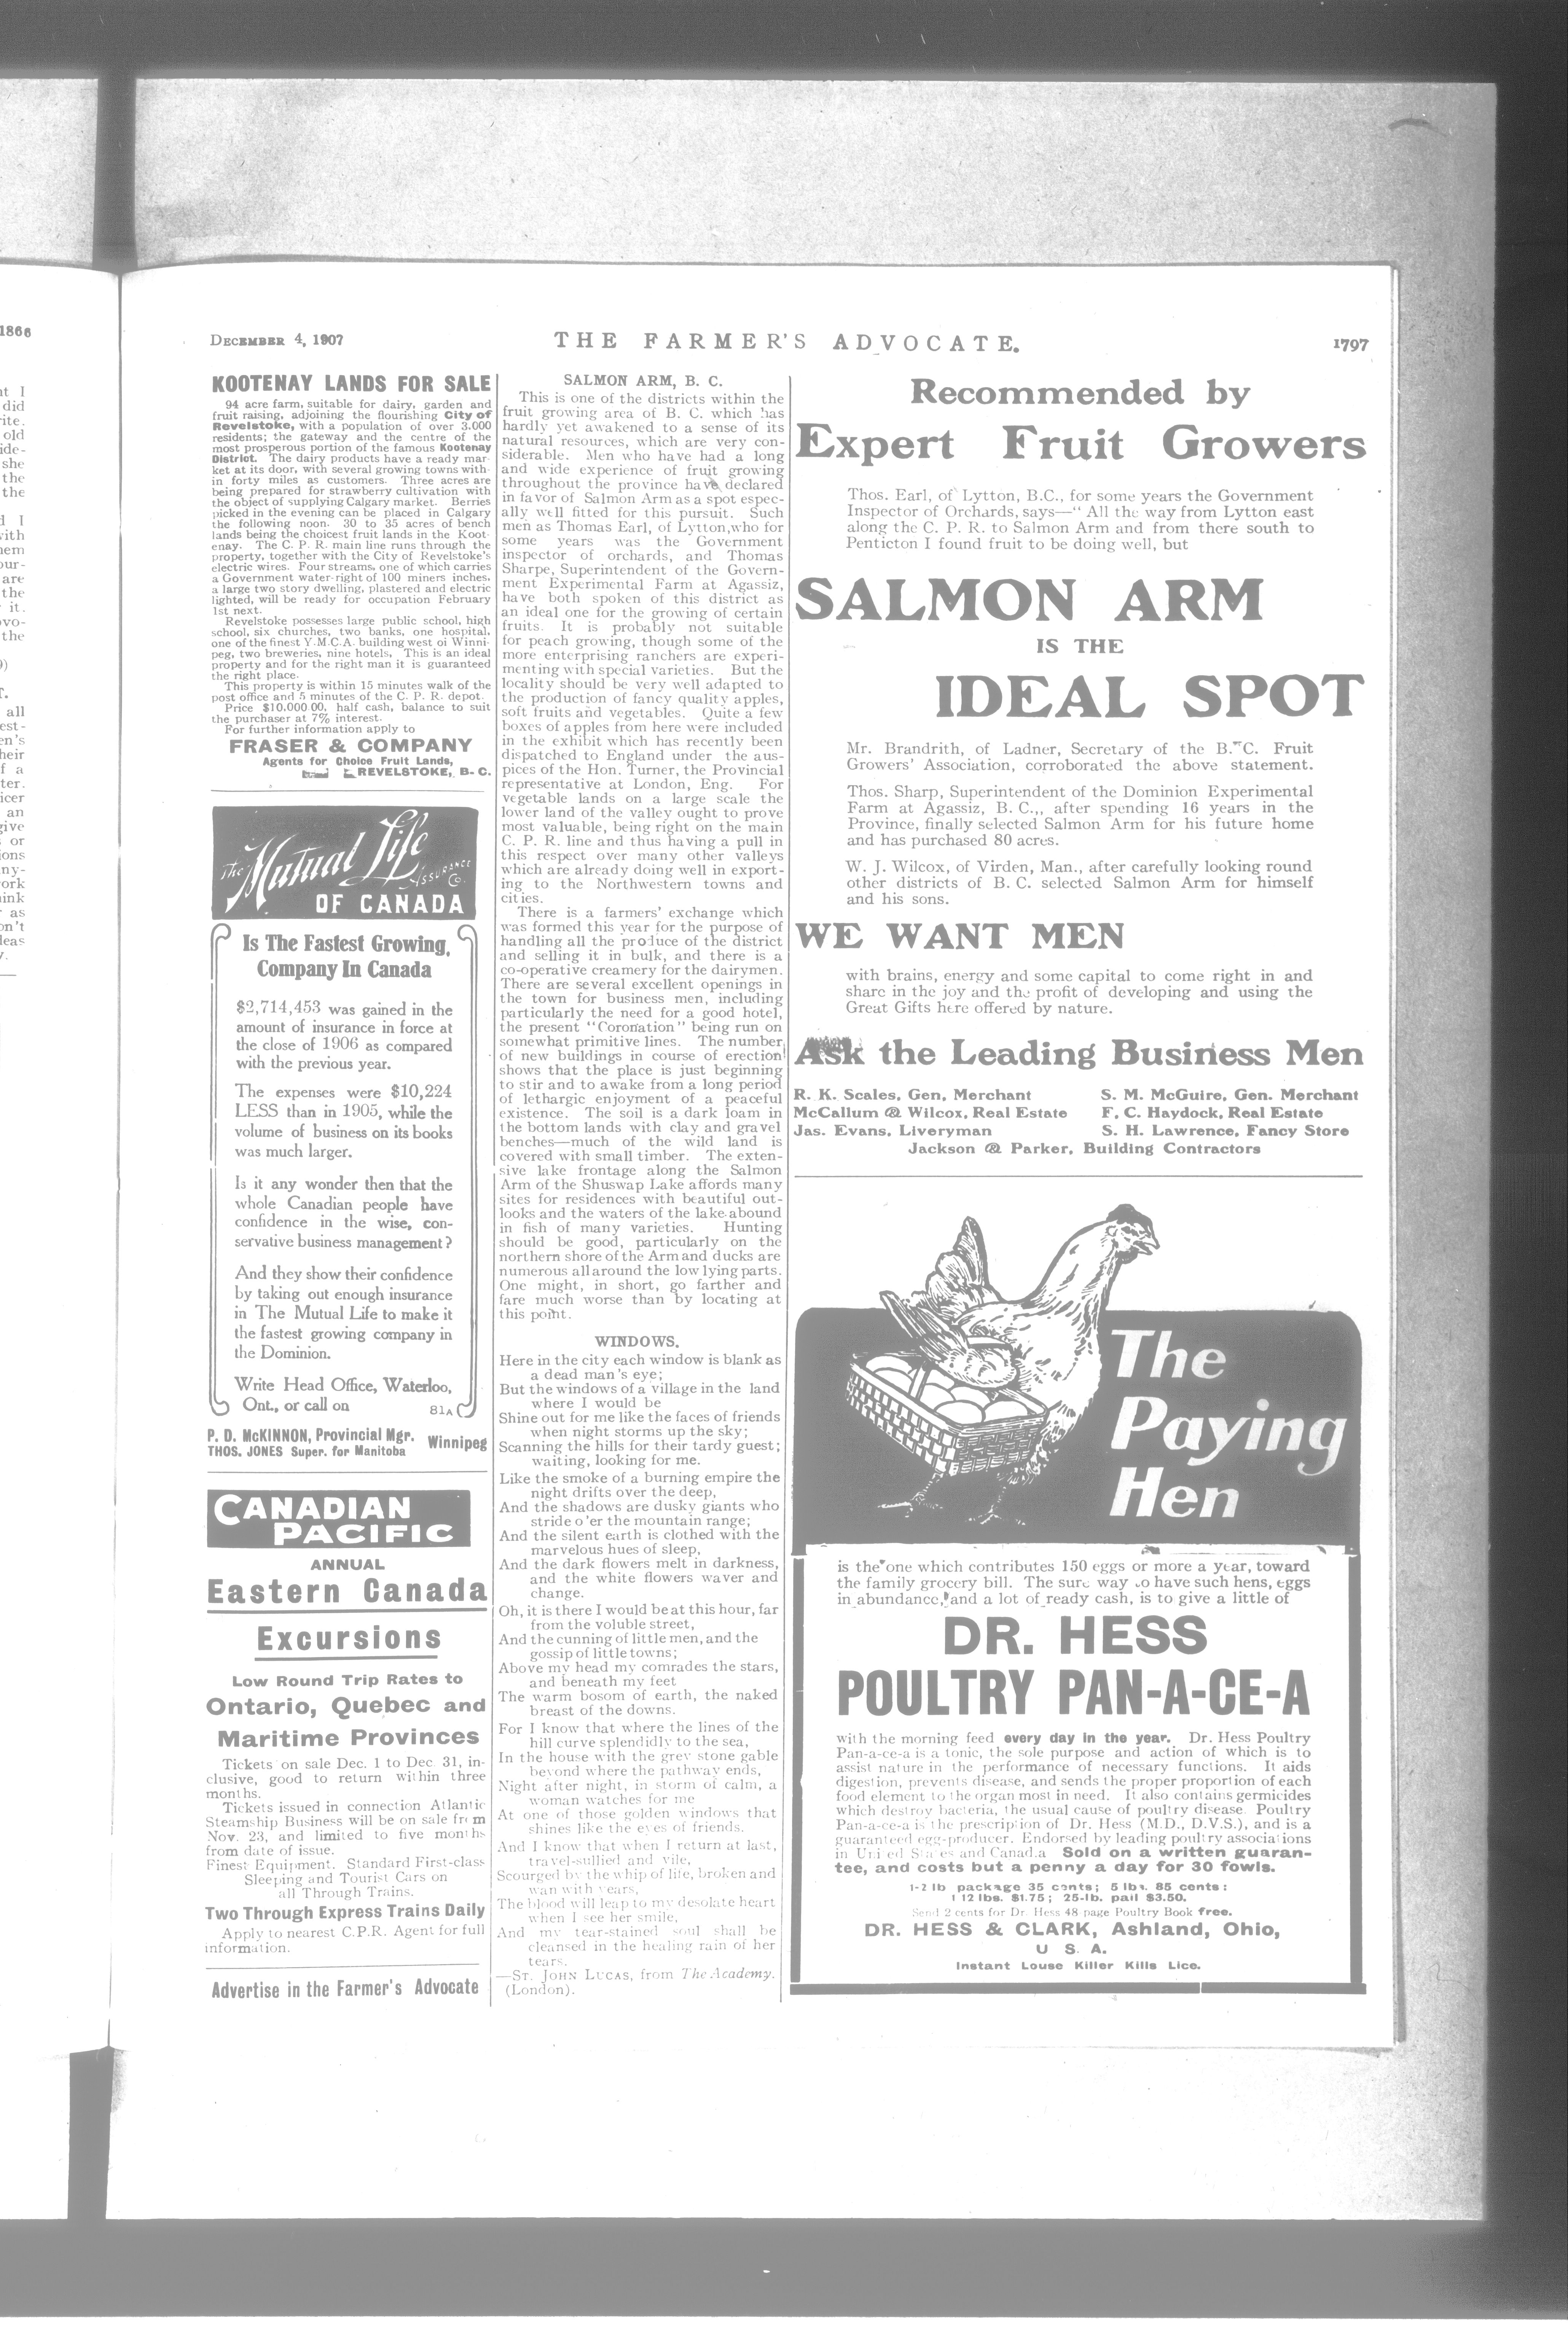 DECEMBER 4, 1907
THE FARMER'S ADVOCATE.
1797
KOOTENAY LANDS FOR SALE
94 acre farm, suitable for dairy, garden and
fruit raising, adjoining the flourishing City of
Revelstoke, with a population of over 3.000
residents; the gateway and the centre of the
most prosperous portion of the famous Kootenay
District. The dairy products have a ready mar-
ket at its door, with several growing towns with-
in forty miles as customers. Three acres are
being prepared for strawberry cultivation with
the object of supplying Calgary market. Berries
picked in the evening can be placed in Calgary
the following noon. 30 to 35 acres of bench
lands being the choicest fruit lands in the Koot-
enay. The C. P. R. main line runs through the
property, together with the City of Revelstoke's
electric wires. Four streams, one of which carries
a Government water-right of 100 miners inches,
a large two story dwelling, plastered and electric
lighted, will be ready for occupation February
1st next.
Revelstoke possesses large public school, high
school, six churches, two banks, one hospital,
one of the finest Y.M.C.A. building west oi Winni-
peg, two breweries, nine hotels, This is an ideal
property and for the right man it is guaranteed
the right place.
This property is within 15 minutes walk of the
post office and 5 minutes of the C. P. R. depot.
Price $10,000 00, half cash, balance to suit
the purchaser at 7% interest.
For further information apply to
FRASER & COMPANY
Agents for Choice Fruit Lands,
REVELSTOKE, B. C.
The Mutual Life
ASSURANCE Co.
OF CANADA
Is The Fastest Growing,
Company In Canada
$2,714,453 was gained in the
amount of insurance in force at
the close of 1906 as compared
with the previous year.
The expenses were $10,224
LESS than in 1905, while the
volume of business on its books
was much larger.
Is it any wonder then that the
whole Canadian people have
confidence in the wise, con-
servative business management?
And they show their confidence
by taking out enough insurance
in The Mutual Life to make it
the fastest growing company in
the Dominion.
Write Head Office, Waterloo,
Ont., or call on 81A
P. D. McKINNON, Provincial Mgr.
THOS. JONES Super. for Manitoba
Winnipeg
CANADIAN
PACIFIC
ANNUAL
Eastern Canada
Excursions
Low Round Trip Rates to
Ontario, Quebec and
Maritime Provinces
Tickets on sale Dec. 1 to Dec. 31, in-
clusive, good to return within three
months.
Tickets issued in connection Atlantic
Steamship Business will be on sale from
Nov. 23, and limited to five months
from date of issue.
Finest Equipment. Standard First-class
Sleeping and Tourist Cars on
all Through Trains.
Two Through Express Trains Daily
Apply to nearest C.P.R. Agent for full
information.
Advertise in the Farmer's Advocate
SALMON ARM, B. C.
This is one of the districts within the
fruit growing area of B. C. which has
hardly yet awakened to a sense of its
natural resources, which are very con-
siderable. Men who have had a long
and wide experience of fruit growing
throughout the province have declared
in favor of Salmon Arm as a spot espec-
ially well fitted for this pursuit. Such
men as Thomas Earl, of Lytton,who for
some years was the Government
inspector of orchards, and Thomas
Sharpe, Superintendent of the Govern-
ment Experimental Farm at Agassiz,
have both spoken of this district as
an ideal one for the growing of certain
fruits. It is probably not suitable
for peach growing, though some of the
more enterprising ranchers are experi-
menting with special varieties. But the
locality should be very well adapted to
the production of fancy quality apples,
soft fruits and vegetables. Quite a few
boxes of apples from here were included
in the exhibit which has recently been
dispatched to England under the aus-
pices of the Hon. Turner, the Provincial
representative at London, Eng. For
vegetable lands on a large scale the
lower land of the valley ought to prove
most valuable, being right on the main
C. P. R. line and thus having a pull in
this respect over many other valleys
which are already doing well in export-
ing to the Northwestern towns and
cities.
There is a farmers' exchange which
was formed this year for the purpose of
handling all the produce of the district
and selling it in bulk, and there is a
co-operative creamery for the dairymen.
There are several excellent openings in
the town for business men, including
particularly the need for a good hotel,
the present "Coronation" being run on
somewhat primitive lines. The number
of new buildings in course of erection
shows that the place is just beginning
to stir and to awake from a long period
of lethargic enjoyment of a peaceful
existence. The soil is a dark loam in
the bottom lands with clay and gravel
benches—much of the wild land is
covered with small timber. The exten-
sive lake frontage along the Salmon
Arm of the Shuswap Lake affords many
sites for residences with beautiful out-
looks and the waters of the lake abound
in fish of many varieties. Hunting
should be good, particularly on the
northern shore of the Arm and ducks are
numerous all around the low lying parts.
One might, in short, go farther and
fare much worse than by locating at
this point.
WINDOWS.
Here in the city each window is blank as
a dead man's eye;
But the windows of a village in the land
where I would be
Shine out for me like the faces of friends
when night storms up the sky;
Scanning the hills for their tardy guest;
waiting, looking for me.
Like the smoke of a burning empire the
night drifts over the deep,
And the shadows are dusky giants who
stride o'er the mountain range;
And the silent earth is clothed with the
marvelous hues of sleep,
And the dark flowers melt in darkness,
and the white flowers waver and
change.
Oh, it is there I would be at this hour, far
from the voluble street,
And the cunning of little men, and the
gossip of little towns;
Above my head my comrades the stars,
and beneath my feet
The warm bosom of earth, the naked
breast of the downs.
For I know that where the lines of the
hill curve splendidly to the sea,
In the house with the grey stone gable
beyond where the pathway ends,
Night after night, in storm of calm, a
woman watches for me
At one of those golden windows that
shines like the eyes of friends.
And I know that when I return at last,
travel-sullied and vile,
Scourged by the whip of life, broken and
wan with years,
The blood will leap to my desolate heart
when I see her smile,
And my tear-stained soul shall be
cleansed in the healing rain of her
tears.
—ST. JOHN LUCAS, from The Academy.
(London).
Recommended by
Expert Fruit Growers
Thos. Earl, of Lytton, B.C., for some years the Government
Inspector of Orchards, says—" All the way from Lytton east
along the C. P. R. to Salmon Arm and from there south to
Penticton I found fruit to be doing well, but
SALMON ARM
IS THE
IDEAL SPOT
Mr. Brandrith, of Ladner, Secretary of the B. C. Fruit
Growers' Association, corroborated the above statement.
Thos. Sharp, Superintendent of the Dominion Experimental
Farm at Agassiz, B. C.,, after spending 16 years in the
Province, finally selected Salmon Arm for his future home
and has purchased 80 acres.
W. J. Wilcox, of Virden, Man., after carefully looking round
other districts of B. C. selected Salmon Arm for himself
and his sons.
WE WANT MEN
with brains, energy and some capital to come right in and
share in the joy and the profit of developing and using the
Great Gifts here offered by nature.
Ask the Leading Business Men
R. K. Scales, Gen, Merchant
S. M. McGuire, Gen. Merchant
McCallum & Wilcox, Real Estate
F. C. Haydock, Real Estate
Jas. Evans, Liveryman
S. H. Lawrence, Fancy Store
Jackson & Parker, Building Contractors
The
Paying
Hen
is the one which contributes 150 eggs or more a year, toward
the family grocery bill. The sure way to have such hens, eggs
in abundance, and a lot of ready cash, is to give a little of
DR. HESS
POULTRY PAN-A-CE-A
with the morning feed every day in the year. Dr. Hess Poultry
Pan-a-ce-a is a tonic, the sole purpose and action of which is to
assist nature in the performance of necessary functions. It aids
digestion, prevents disease, and sends the proper proportion of each
food element to the organ most in need. It also contains germicides
which destroy bacteria, the usual cause of poultry disease. Poultry
Pan-a-ce-a is the prescription of Dr. Hess (M.D., D.V.S.), and is a
guaranteed egg-producer. Endorsed by leading poultry associations
in United States and Canad.a Sold on a written guaran-
tee, and costs but a penny a day for 30 fowls.
1-2 lb package 35 cents; 5 lbs. 85 cents:
12 lbs. $1.75; 25-lb. pail $3.50.
Send 2 cents for Dr. Hess 48 page Poultry Book free.
DR. HESS & CLARK, Ashland, Ohio,
U S. A.
Instant Louse Killer Kills Lice.